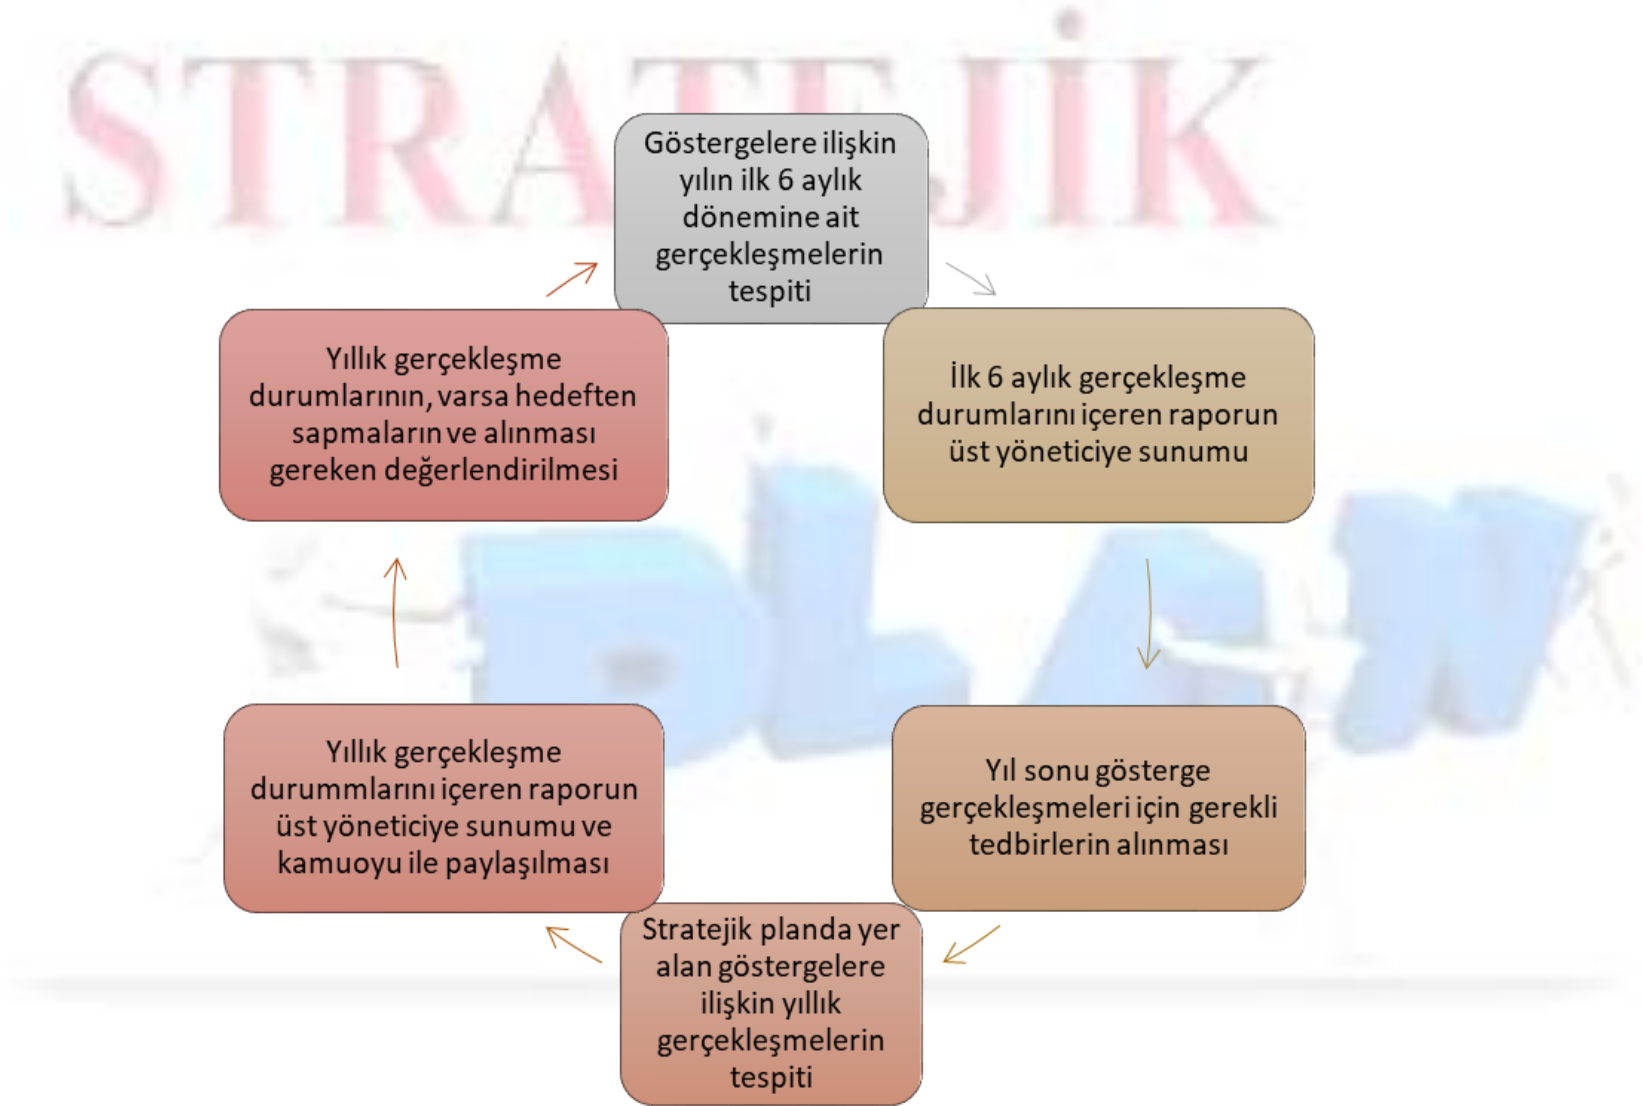 STRATEJİK
Göstergelere ilişkin
yılın ilk 6 aylık
dönemine ait
gerçekleşmelerin
tespiti
İlk 6 aylık gerçekleşme
durumlarını içeren raporun
üst yöneticiye sunumu
Yıl sonu gösterge
gerçekleşmeleri için gerekli
tedbirlerin alınması
Stratejik planda yer
alan göstergelere
ilişkin yıllık
gerçekleşmelerin
tespiti
Yıllık gerçekleşme
durummlarını içeren raporun
üst yöneticiye sunumu ve
kamuoyu ile paylaşılması
Yıllık gerçekleşme
durumlarının, varsa hedeften
sapmaların ve alınması
gereken değerlendirilmesi
PLAN